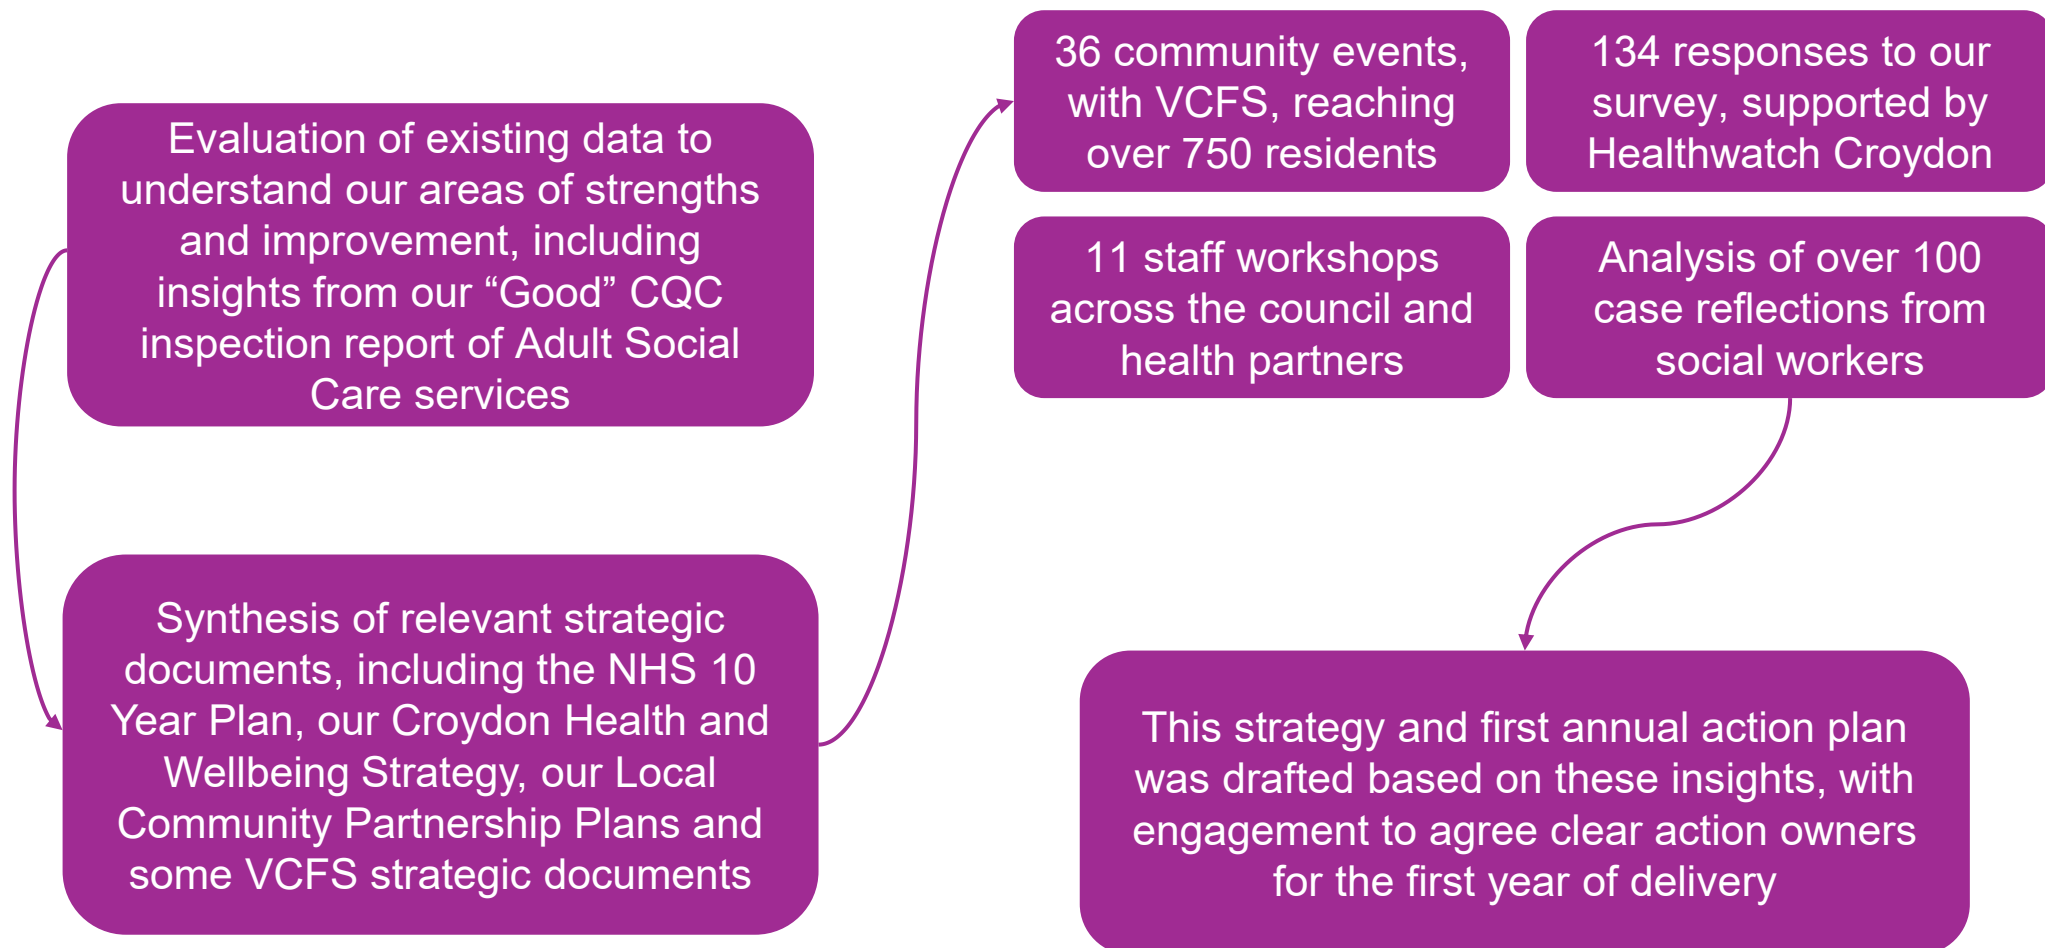 Evaluation of existing data to
understand our areas of strengths
and improvement, including
insights from our “Good” CQC
inspection report of Adult Social
Care services
Synthesis of relevant strategic
documents, including the NHS 10
Year Plan, our Croydon Health and
Wellbeing Strategy, our Local
Community Partnership Plans and
some VCFS strategic documents
36 community events,
with VCFS, reaching
over 750 residents
134 responses to our
survey, supported by
Healthwatch Croydon
11 staff workshops
across the council and
health partners
Analysis of over 100
case reflections from
social workers
This strategy and first annual action plan
was drafted based on these insights, with
engagement to agree clear action owners
for the first year of delivery